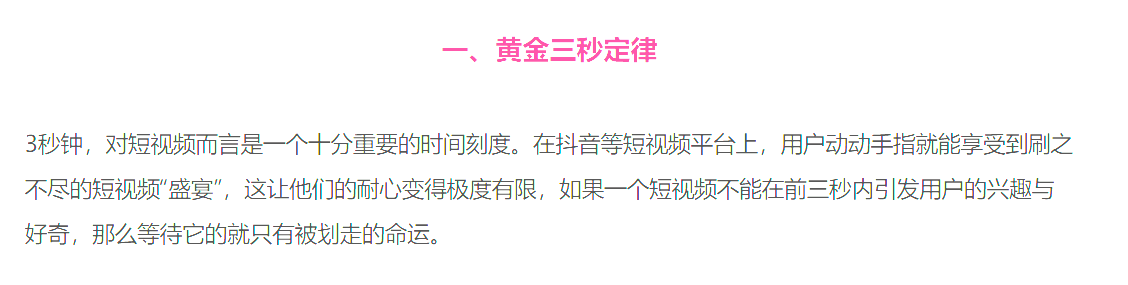 一、黄金三秒定律
3秒钟，对短视频而言是一个十分重要的时间刻度。在抖音等短视频平台上，用户动动手指就能享受到刷之
不尽的短视频“盛宴”，这让他们的耐心变得极度有限，如果一个短视频不能在前三秒内引发用户的兴趣与
好奇，那么等待它的就只有被划走的命运。